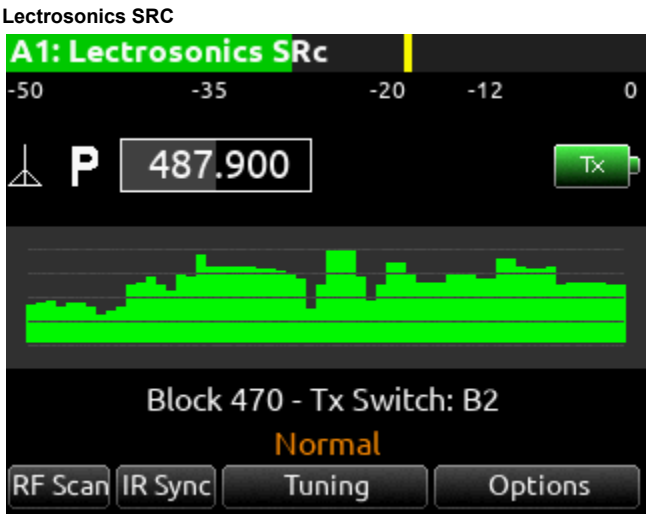 Lectrosonics SRC
A1: Lectrosonics SRc
-50 -35 -20 -12 0
P 487.900 Tx
Block 470 - Tx Switch: B2
Normal
RF Scan IR Sync Tuning Options